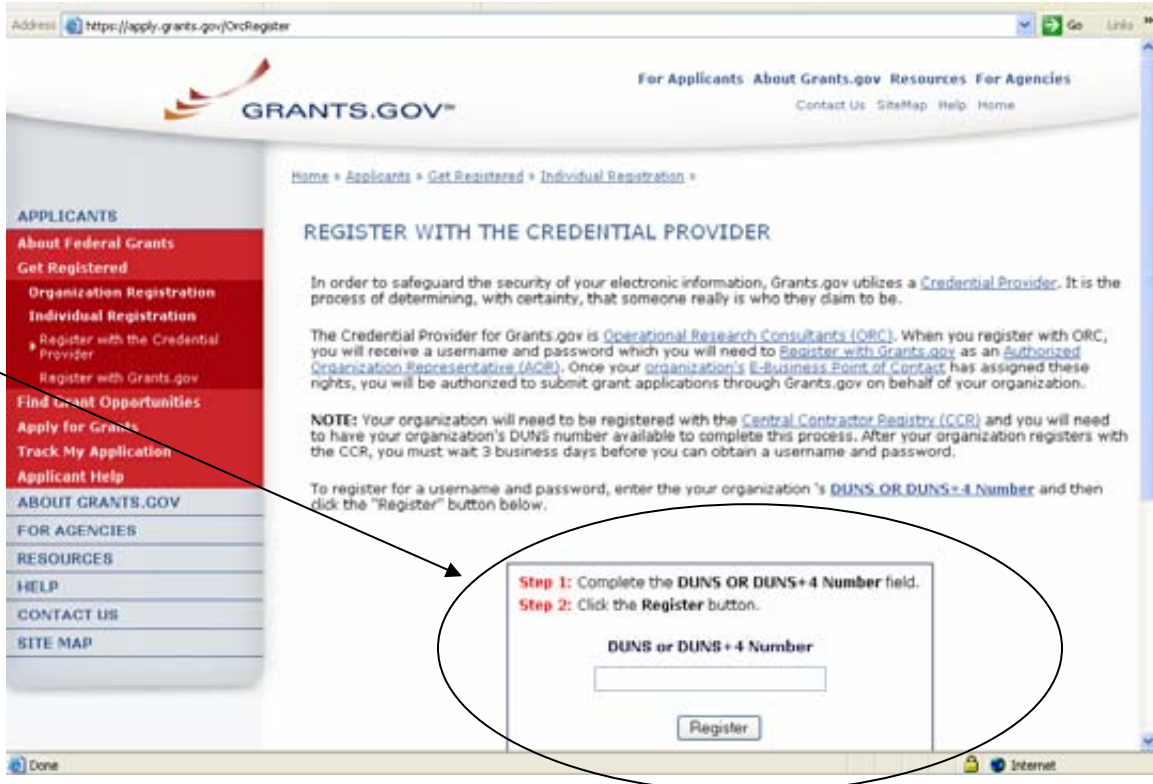 Address https://apply.grants.gov/OrcRegister Go Links »
GRANTS.GOV℠
For Applicants About Grants.gov Resources For Agencies
Contact Us SiteMap Help Home
Home » Applicants » Get Registered » Individual Registration »
APPLICANTS
About Federal Grants
Get Registered
Organization Registration
Individual Registration
Register with the Credential
Provider
Register with Grants.gov
Find Grant Opportunities
Apply for Grants
Track My Application
Applicant Help
ABOUT GRANTS.GOV
FOR AGENCIES
RESOURCES
HELP
CONTACT US
SITE MAP
REGISTER WITH THE CREDENTIAL PROVIDER
In order to safeguard the security of your electronic information, Grants.gov utilizes a Credential Provider. It is the
process of determining, with certainty, that someone really is who they claim to be.
The Credential Provider for Grants.gov is Operational Research Consultants (ORC). When you register with ORC,
you will receive a username and password which you will need to Register with Grants.gov as an Authorized
Organization Representative (AOR). Once your organization's E-Business Point of Contact has assigned these
rights, you will be authorized to submit grant applications through Grants.gov on behalf of your organization.
NOTE: Your organization will need to be registered with the Central Contractor Registry (CCR) and you will need
to have your organization's DUNS number available to complete this process. After your organization registers with
the CCR, you must wait 3 business days before you can obtain a username and password.
To register for a username and password, enter the your organization 's DUNS OR DUNS+4 Number and then
click the "Register" button below.
Step 1: Complete the DUNS OR DUNS+4 Number field.
Step 2: Click the Register button.
DUNS or DUNS+4 Number
Register
Done Internet